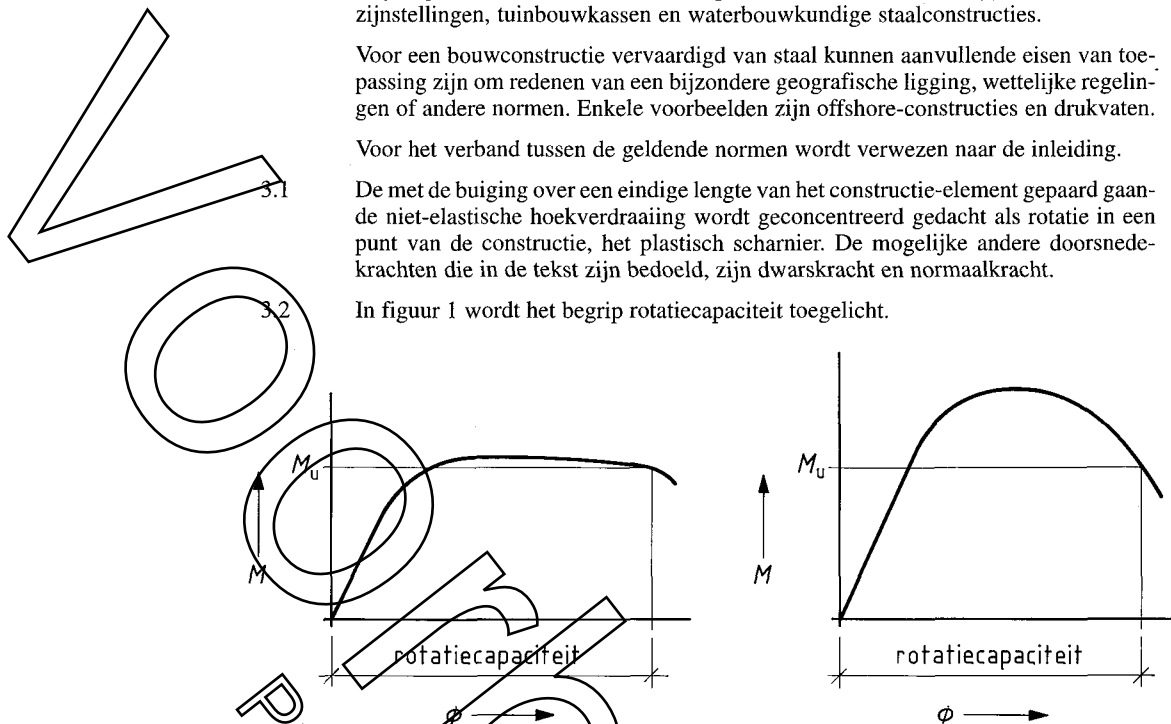 zijnstellingen, tuinbouwkassen en waterbouwkundige staalconstructies.
Voor een bouwconstructie vervaardigd van staal kunnen aanvullende eisen van toe-
passing zijn om redenen van een bijzondere geografische ligging, wettelijke regelin-
gen of andere normen. Enkele voorbeelden zijn offshore-constructies en drukvaten.
Voor het verband tussen de geldende normen wordt verwezen naar de inleiding.
3.1 De met de buiging over een eindige lengte van het constructie-element gepaard gaan-
de niet-elastische hoekverdraaiing wordt geconcentreerd gedacht als rotatie in een
punt van de constructie, het plastisch scharnier. De mogelijke andere doorsnede-
krachten die in de tekst zijn bedoeld, zijn dwarskracht en normaalkracht.
3.2 In figuur 1 wordt het begrip rotatiecapaciteit toegelicht.
Mu
M
rotatiecapaciteit
ϕ
Mu
M
rotatiecapaciteit
ϕ
Voor
P